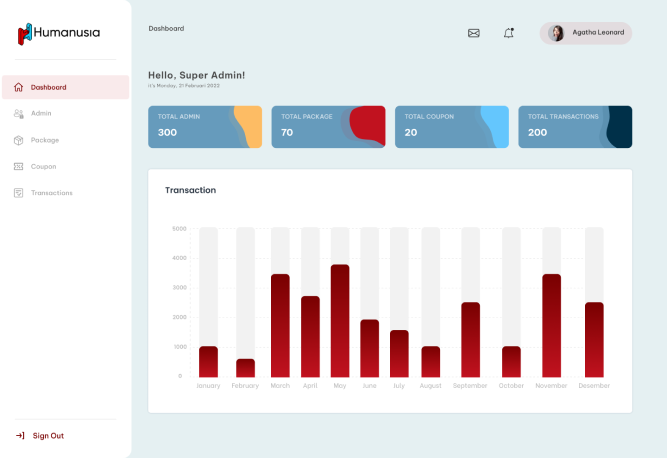 Humanusia
Dashboard
Agatha Leonard
Dashboard
Admin
Package
Coupon
Transactions
Sign Out
Hello, Super Admin!
It's Monday, 21 Februari 2022
TOTAL ADMIN
300
TOTAL PACKAGE
70
TOTAL COUPON
20
TOTAL TRANSACTIONS
200
Transaction
5000
4000
3000
2000
1000
0
January February March April May June July August September October November Desember